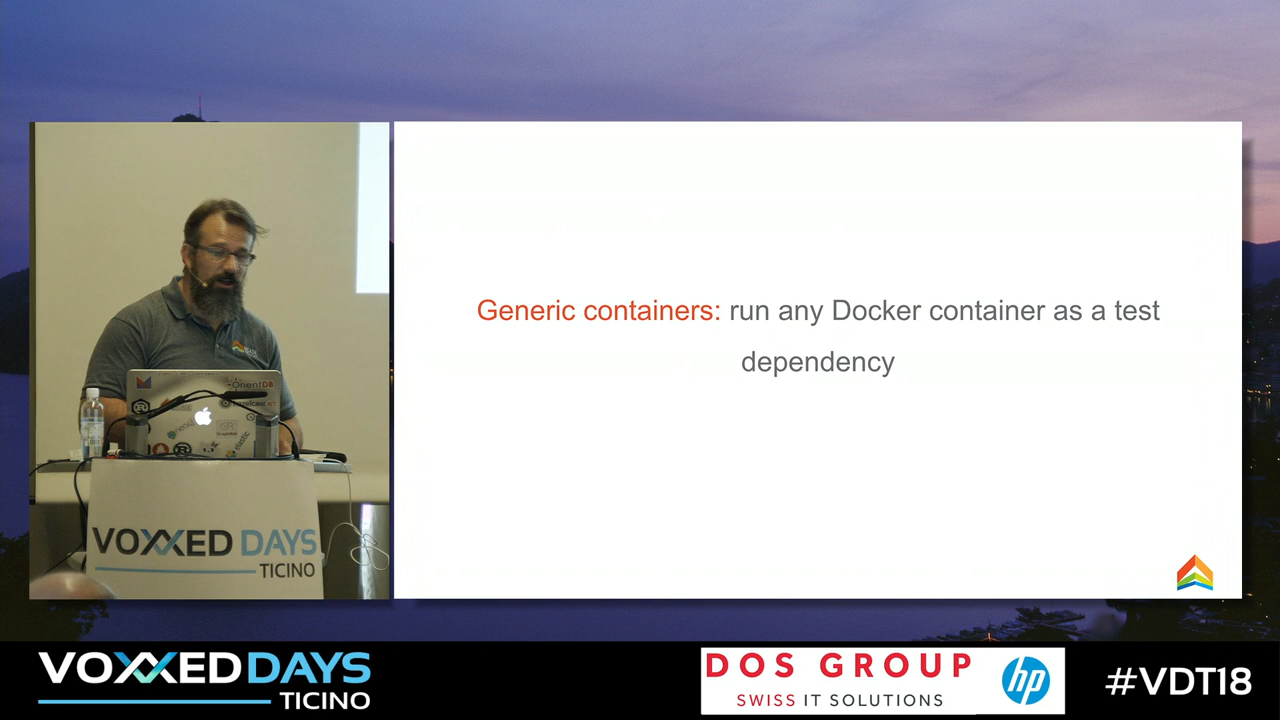 Generic containers: run any Docker container as a test
dependency
OrientDB
elastic
VOXXED DAYS
TICINO
VOXXEDDAYS
TICINO
DOS GROUP
SWISS IT SOLUTIONS
hp
#VDT18